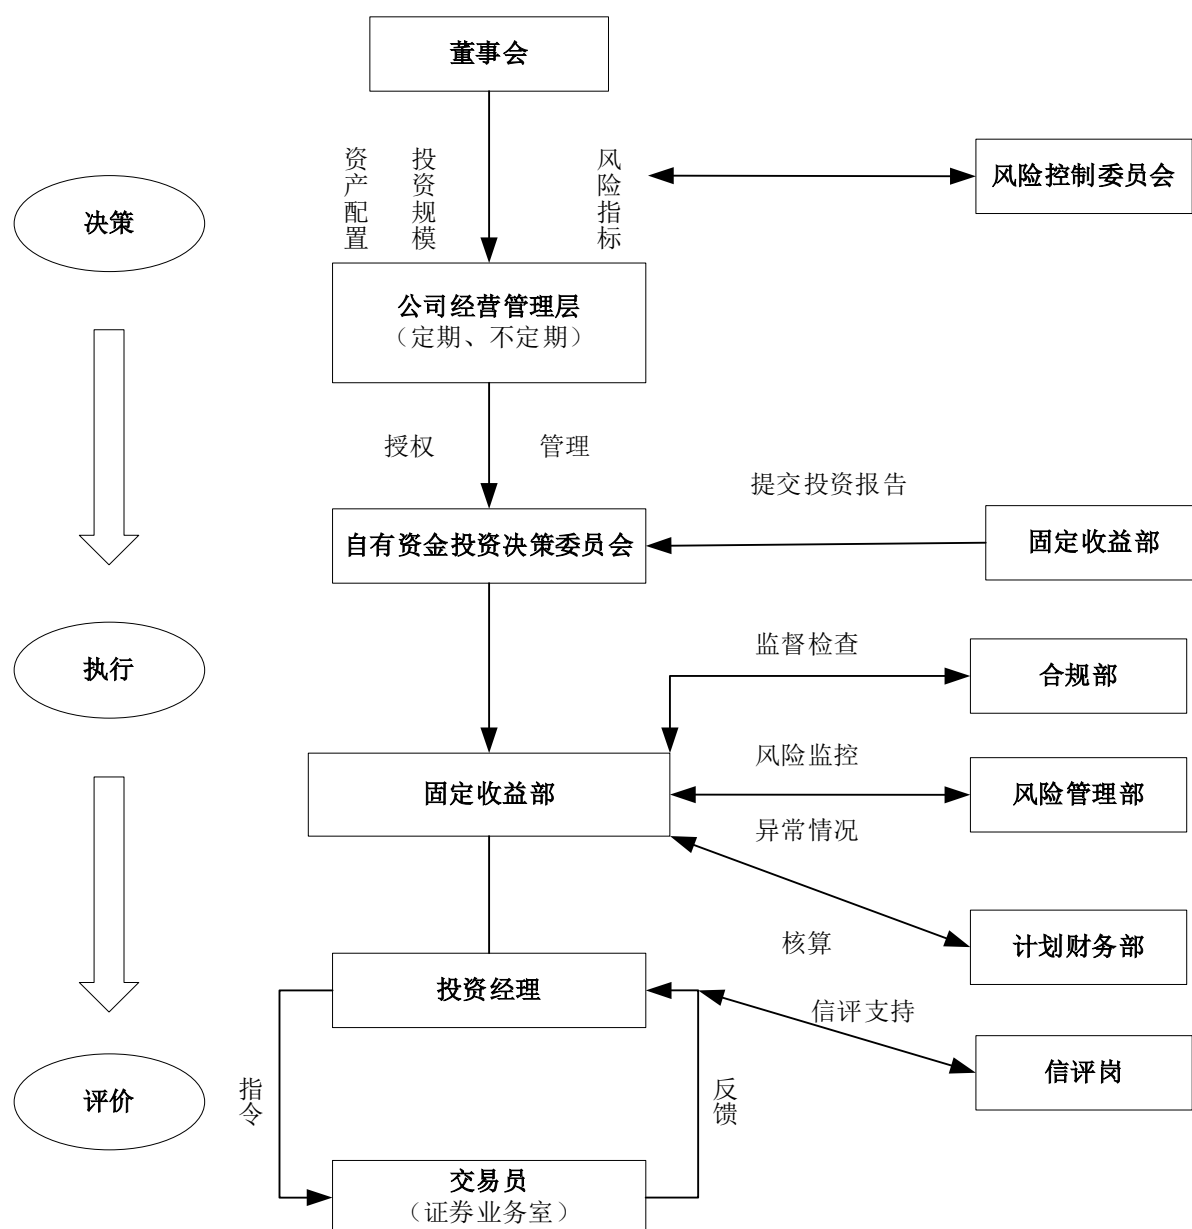 董事会
资产配置
投资规模
风险指标
风险控制委员会
决策
公司经营管理层
（定期、不定期）
授权
管理
提交投资报告
自有资金投资决策委员会
固定收益部
监督检查
执行
合规部
风险监控
固定收益部
风险管理部
异常情况
核算
计划财务部
投资经理
信评支持
信评岗
评价
指令
反馈
交易员
（证券业务室）